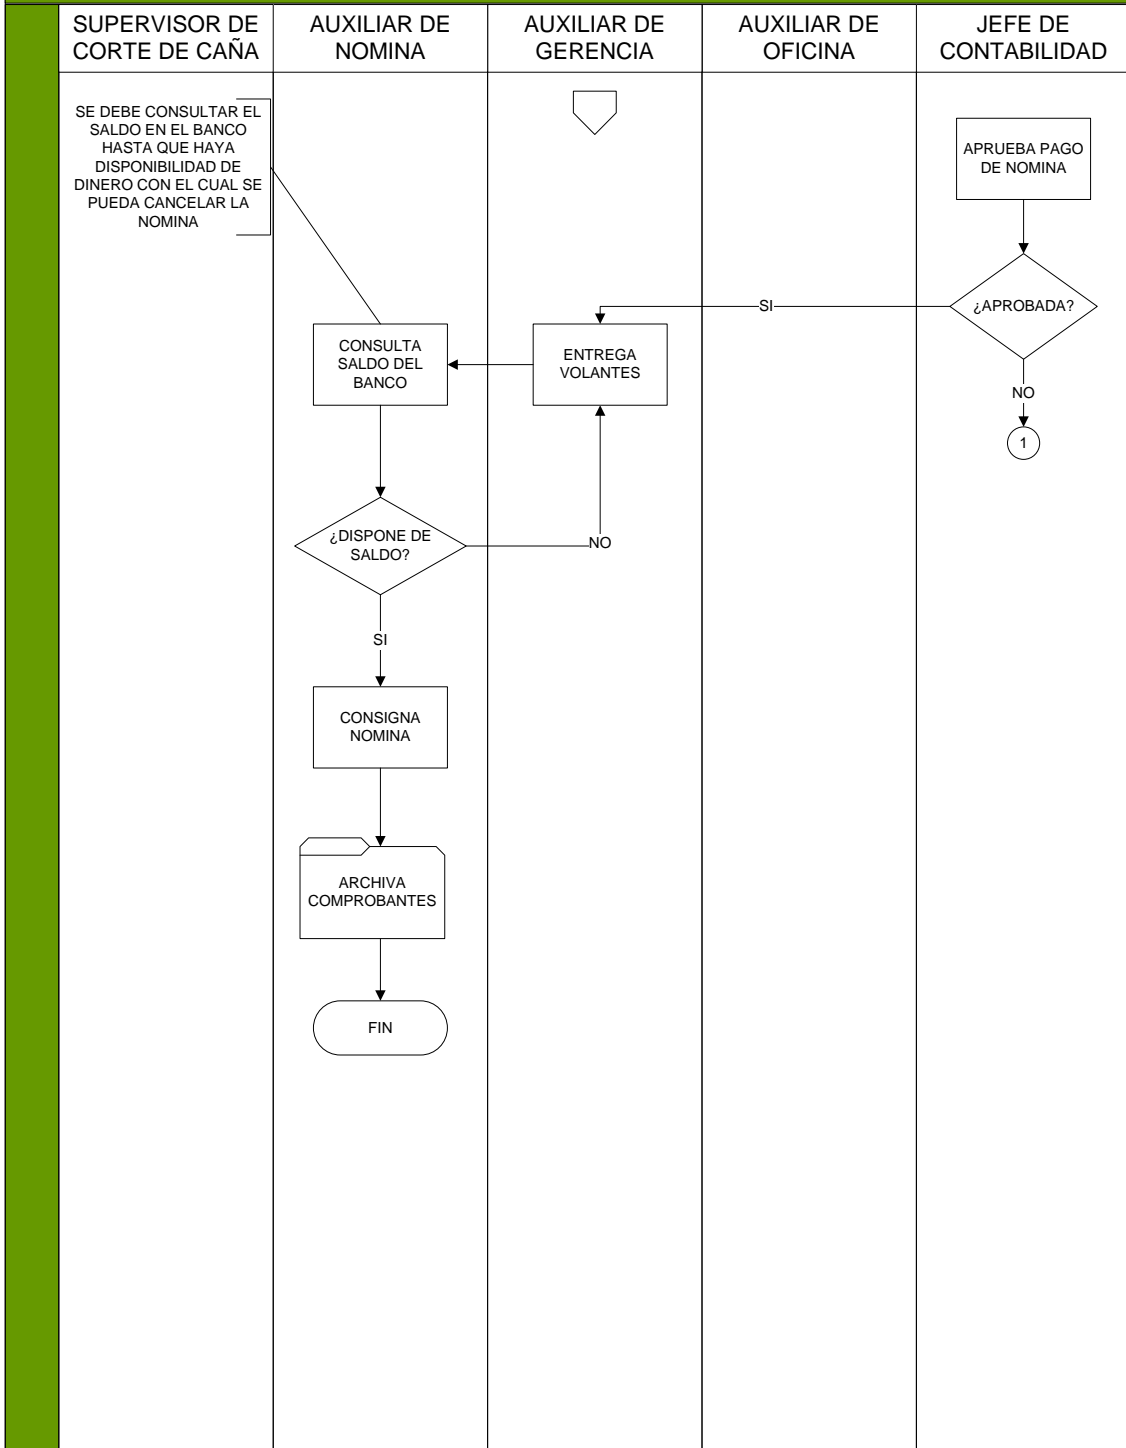 SUPERVISOR DE
CORTE DE CAÑA
AUXILIAR DE
NOMINA
AUXILIAR DE
GERENCIA
AUXILIAR DE
OFICINA
JEFE DE
CONTABILIDAD
SE DEBE CONSULTAR EL
SALDO EN EL BANCO
HASTA QUE HAYA
DISPONIBILIDAD DE
DINERO CON EL CUAL SE
PUEDA CANCELAR LA
NOMINA
APRUEBA PAGO
DE NOMINA
¿APROBADA?
SI
NO
1
ENTREGA
VOLANTES
CONSULTA
SALDO DEL
BANCO
¿DISPONE DE
SALDO?
NO
SI
CONSIGNA
NOMINA
ARCHIVA
COMPROBANTES
FIN